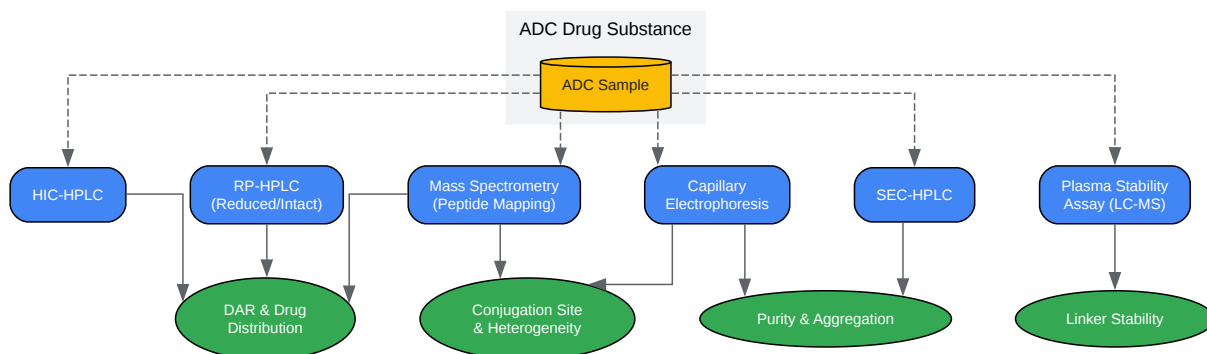 ADC Drug Substance
ADC Sample
HIC-HPLC
RP-HPLC
(Reduced/Intact)
Mass Spectrometry
(Peptide Mapping)
Capillary
Electrophoresis
SEC-HPLC
Plasma Stability
Assay (LC-MS)
DAR & Drug
Distribution
Conjugation Site
& Heterogeneity
Purity & Aggregation
Linker Stability